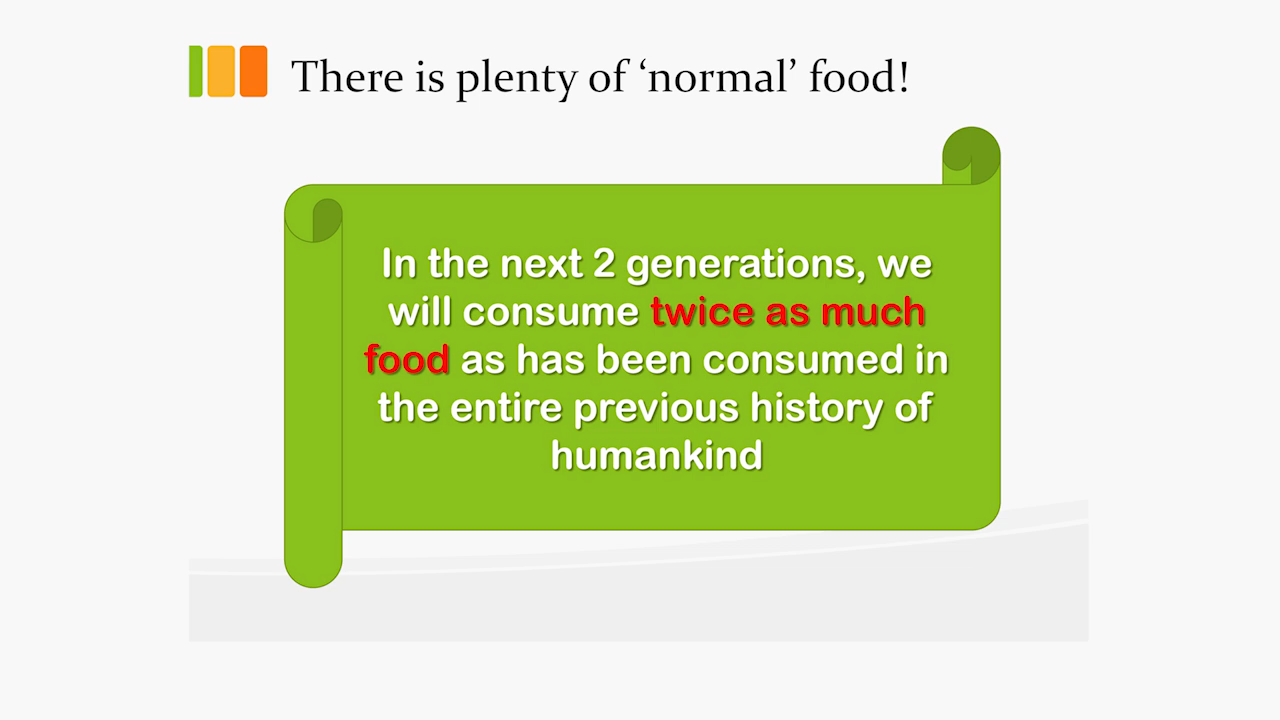 There is plenty of ‘normal’ food!
In the next 2 generations, we
will consume twice as much
food as has been consumed in
the entire previous history of
humankind